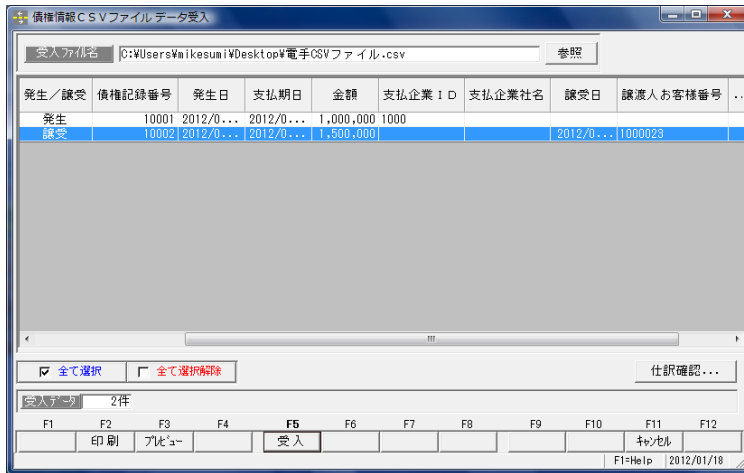 債権情報ＣＳＶファイル データ受入
受入ファイル名 C:¥Users¥mikesumi¥Desktop¥電手CSVファイル.csv 参照
発生／譲受 債権記録番号 発生日 支払期日 金額 支払企業ＩＤ 支払企業社名 譲受日 譲渡人お客様番号 ..
発生 10001 2012/0... 2012/0... 1,000,000 1000
譲受 10002 2012/0... 2012/0... 1,500,000 2012/0... 1000023
全て選択 全て選択解除 仕訳確認...
受入データ 2件
F1 F2 F3 F4 F5 F6 F7 F8 F9 F10 F11 F12
印刷 プレビュー 受入 キャンセル
F1=Help 2012/01/18